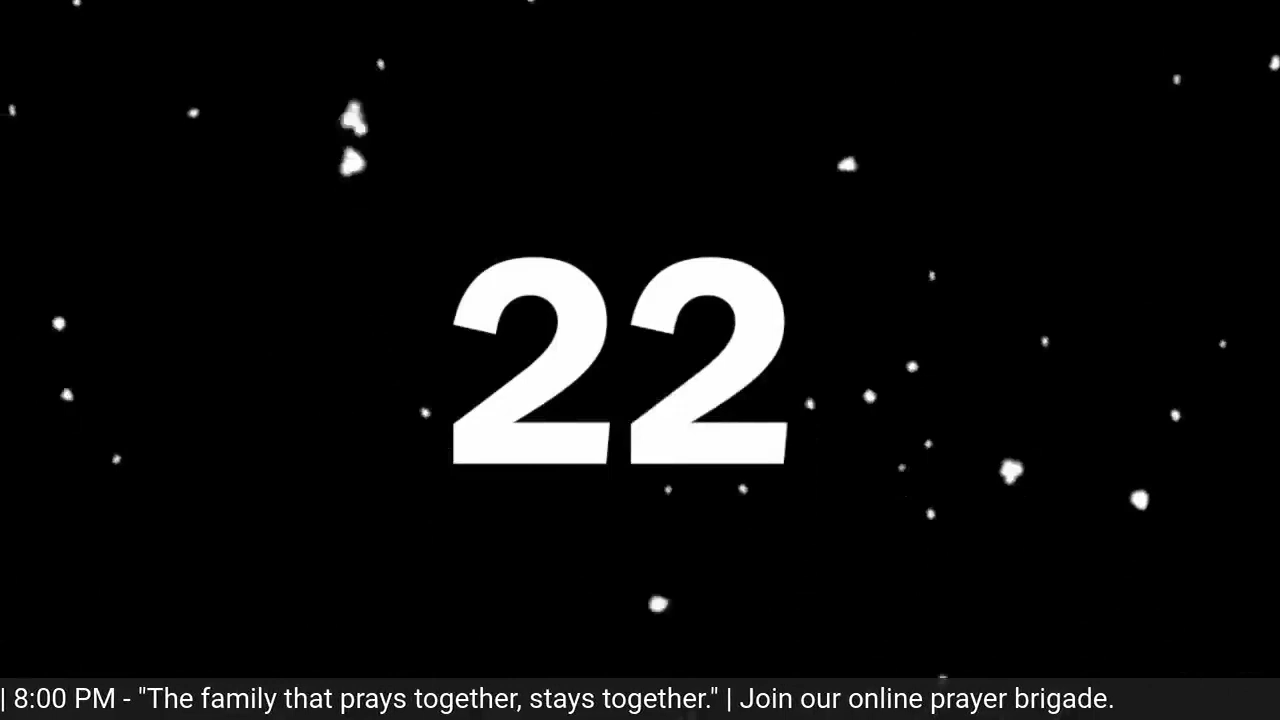 22
| 8:00 PM - "The family that prays together, stays together." | Join our online prayer brigade.